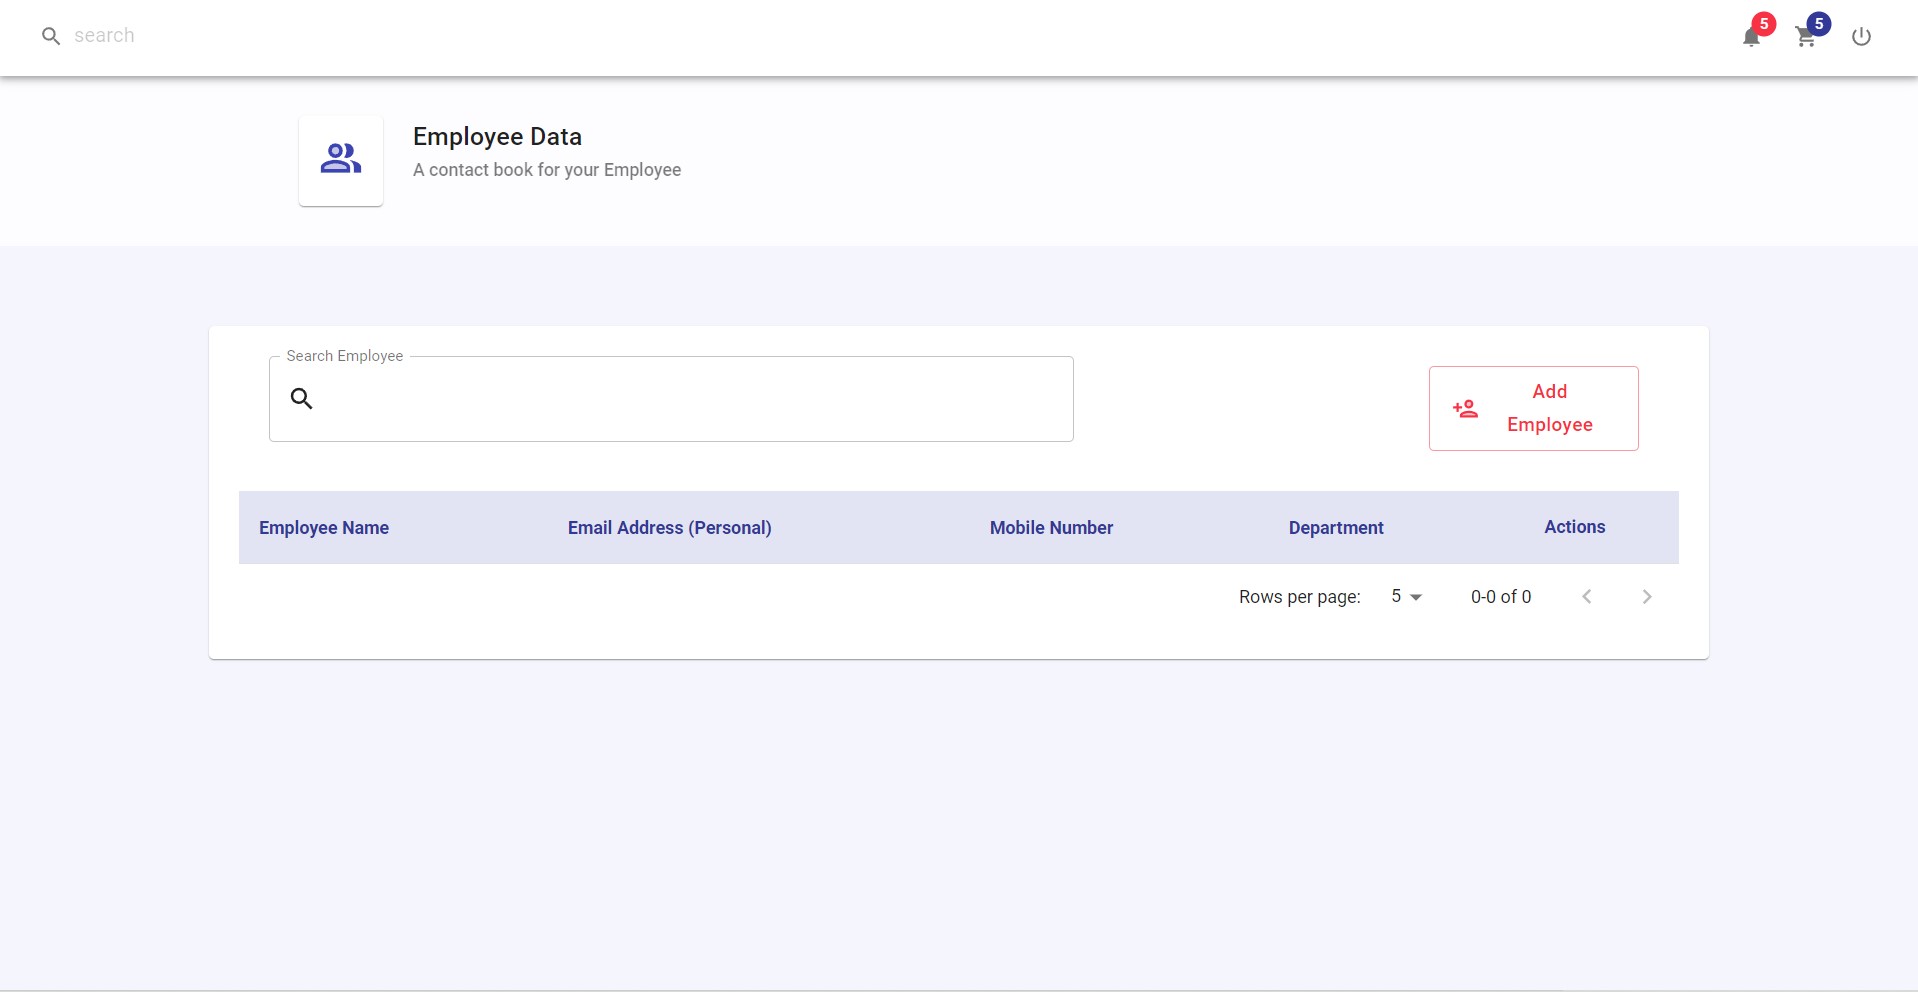 search
5
5
Employee Data
A contact book for your Employee
Search Employee
Add
Employee
Employee Name Email Address (Personal) Mobile Number Department Actions
Rows per page: 5 0-0 of 0